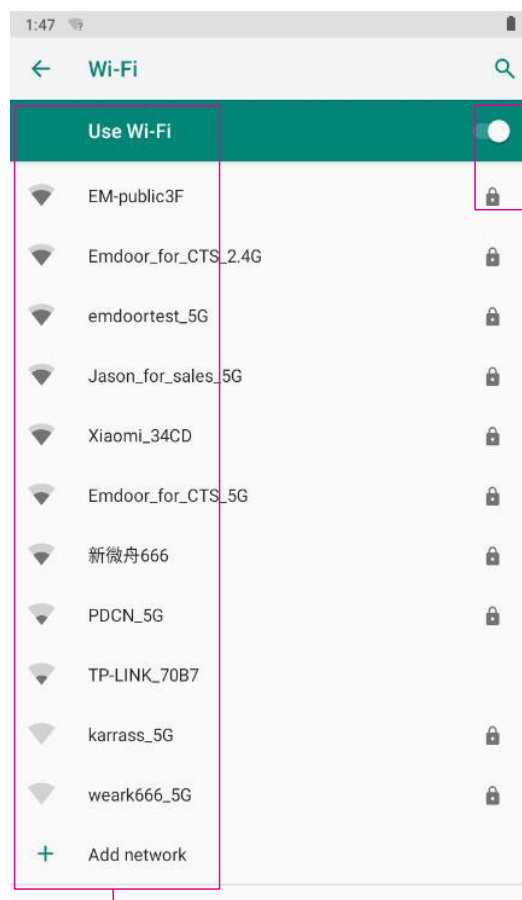 1:47
Wi-Fi
Use Wi-Fi
EM-public3F
Emdoor_for_CTS_2.4G
emdoortest_5G
Jason_for_sales_5G
Xiaomi_34CD
Emdoor_for_CTS_5G
新微舟666
PDCN_5G
TP-LINK_70B7
karrass_5G
weark666_5G
Add network